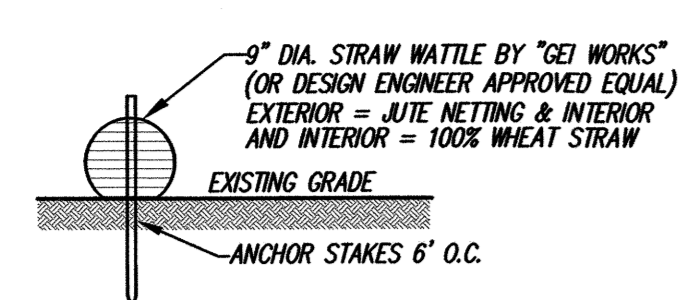 9" DIA. STRAW WATTLE BY "GEI WORKS"
(OR DESIGN ENGINEER APPROVED EQUAL)
EXTERIOR = JUTE NETTING & INTERIOR
AND INTERIOR = 100% WHEAT STRAW
EXISTING GRADE
ANCHOR STAKES 6' O.C.